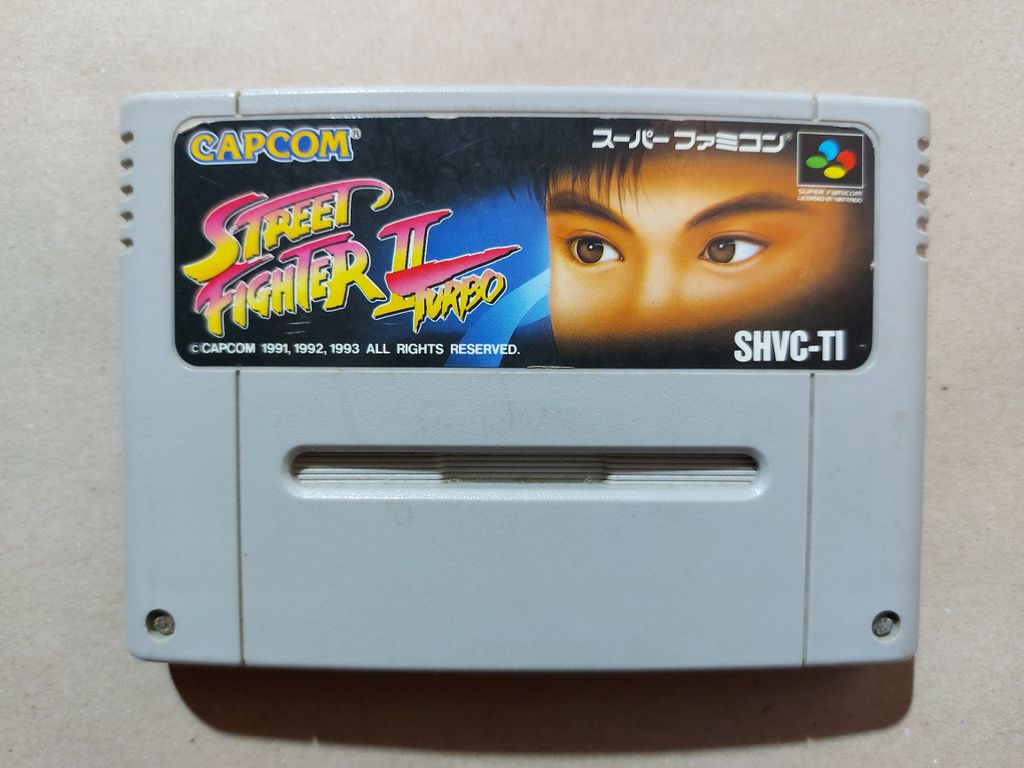 CAPCOM®
スーパーファミコン®
SUPER FAMICOM
LICENSED BY NINTENDO
STREET
FIGHTER II
TURBO
©CAPCOM 1991, 1992, 1993 ALL RIGHTS RESERVED.
SHVC-TI